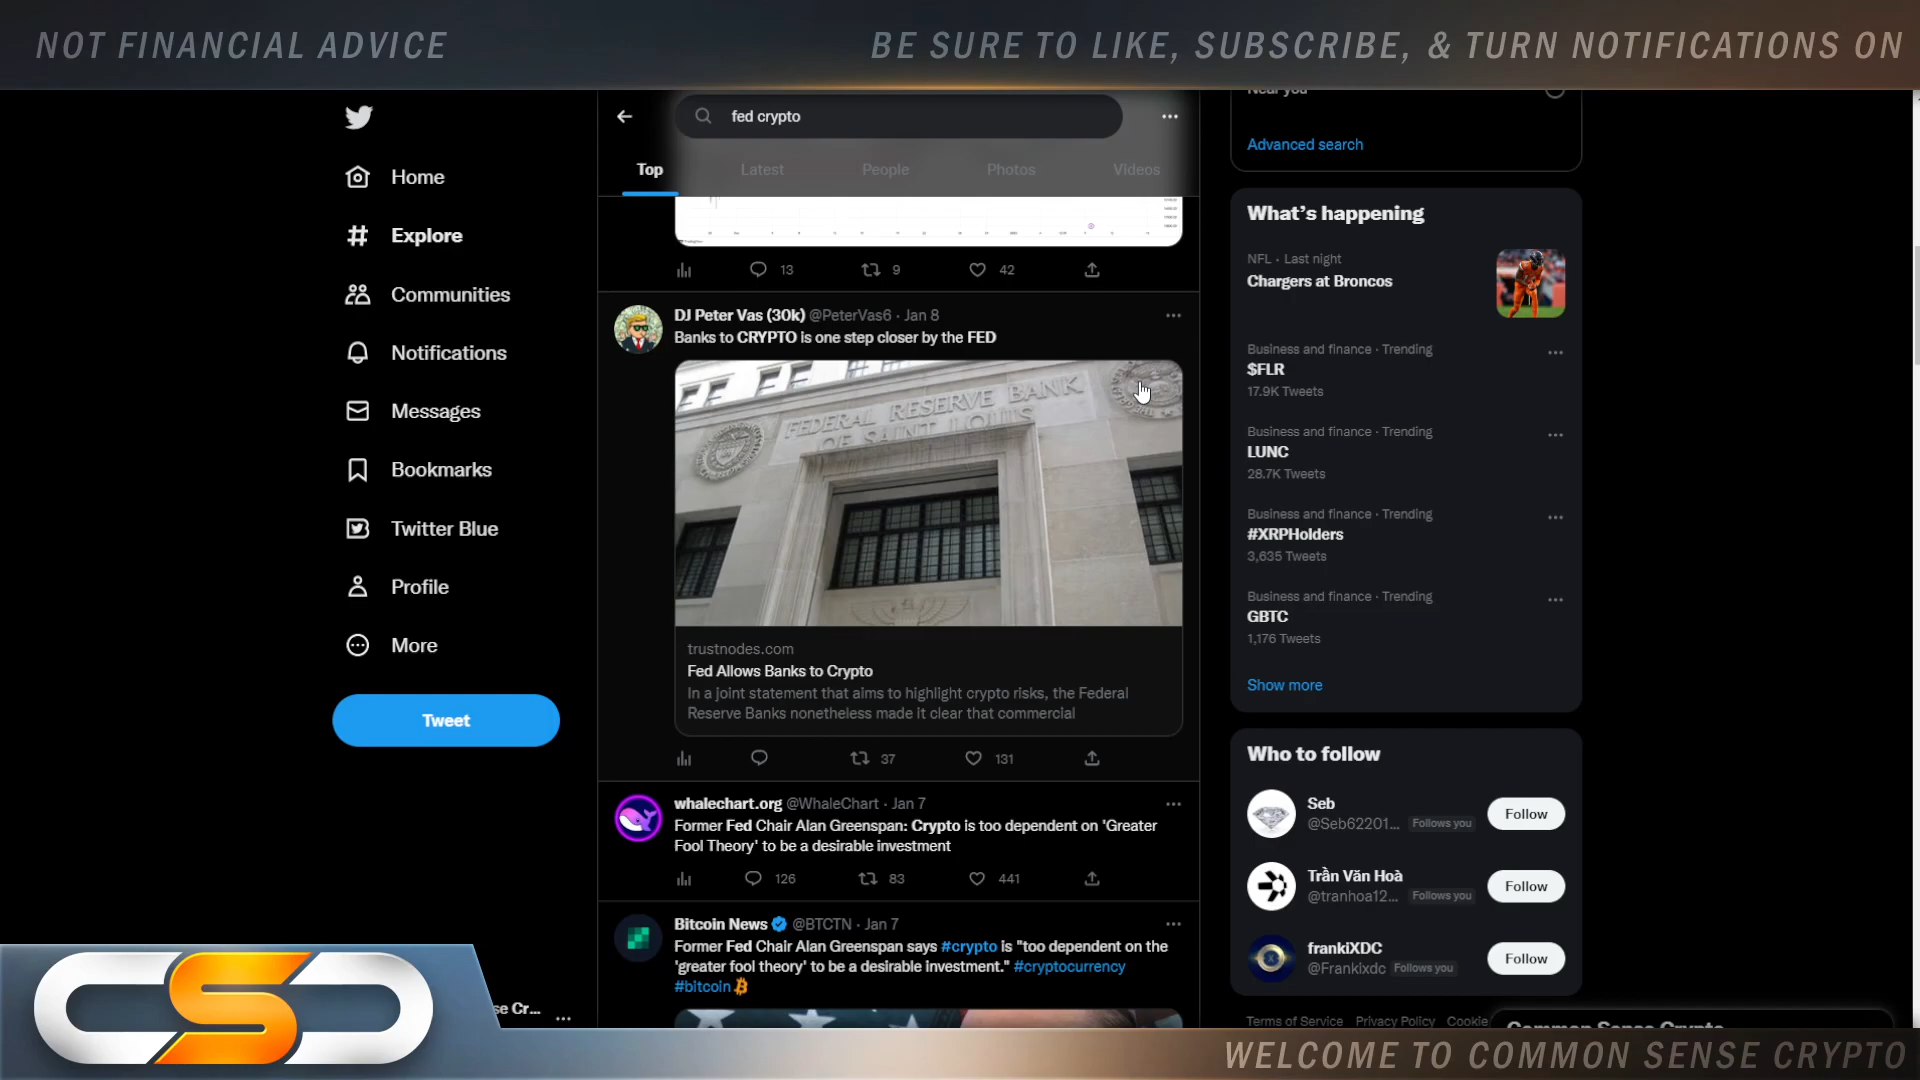 NOT FINANCIAL ADVICE
BE SURE TO LIKE, SUBSCRIBE, & TURN NOTIFICATIONS ON
Home
Explore
Communities
Notifications
Messages
Bookmarks
Twitter Blue
Profile
More
Tweet
fed crypto
Top
Latest
People
Photos
Videos
13
9
42
DJ Peter Vas (30k) @PeterVas6 · Jan 8
Banks to CRYPTO is one step closer by the FED
FEDERAL RESERVE BANK
OF SAINT LOUIS
trustnodes.com
Fed Allows Banks to Crypto
In a joint statement that aims to highlight crypto risks, the Federal
Reserve Banks nonetheless made it clear that commercial
37
131
whalechart.org @WhaleChart · Jan 7
Former Fed Chair Alan Greenspan: Crypto is too dependent on 'Greater
Fool Theory' to be a desirable investment
126
83
441
Bitcoin News @BTCTN · Jan 7
Former Fed Chair Alan Greenspan says #crypto is "too dependent on the
'greater fool theory' to be a desirable investment." #cryptocurrency
#bitcoin
Near you
Advanced search
What's happening
NFL · Last night
Chargers at Broncos
Business and finance · Trending
$FLR
17.9K Tweets
Business and finance · Trending
LUNC
28.7K Tweets
Business and finance · Trending
#XRPHolders
3,635 Tweets
Business and finance · Trending
GBTC
1,176 Tweets
Show more
Who to follow
Seb
@Seb62201... Follows you
Follow
Trần Văn Hoà
@tranhoa12... Follows you
Follow
frankiXDC
@Frankixdc Follows you
Follow
Terms of Service Privacy Policy Cookie
Common Sense Crypto
CSC
se Cr...
WELCOME TO COMMON SENSE CRYPTO